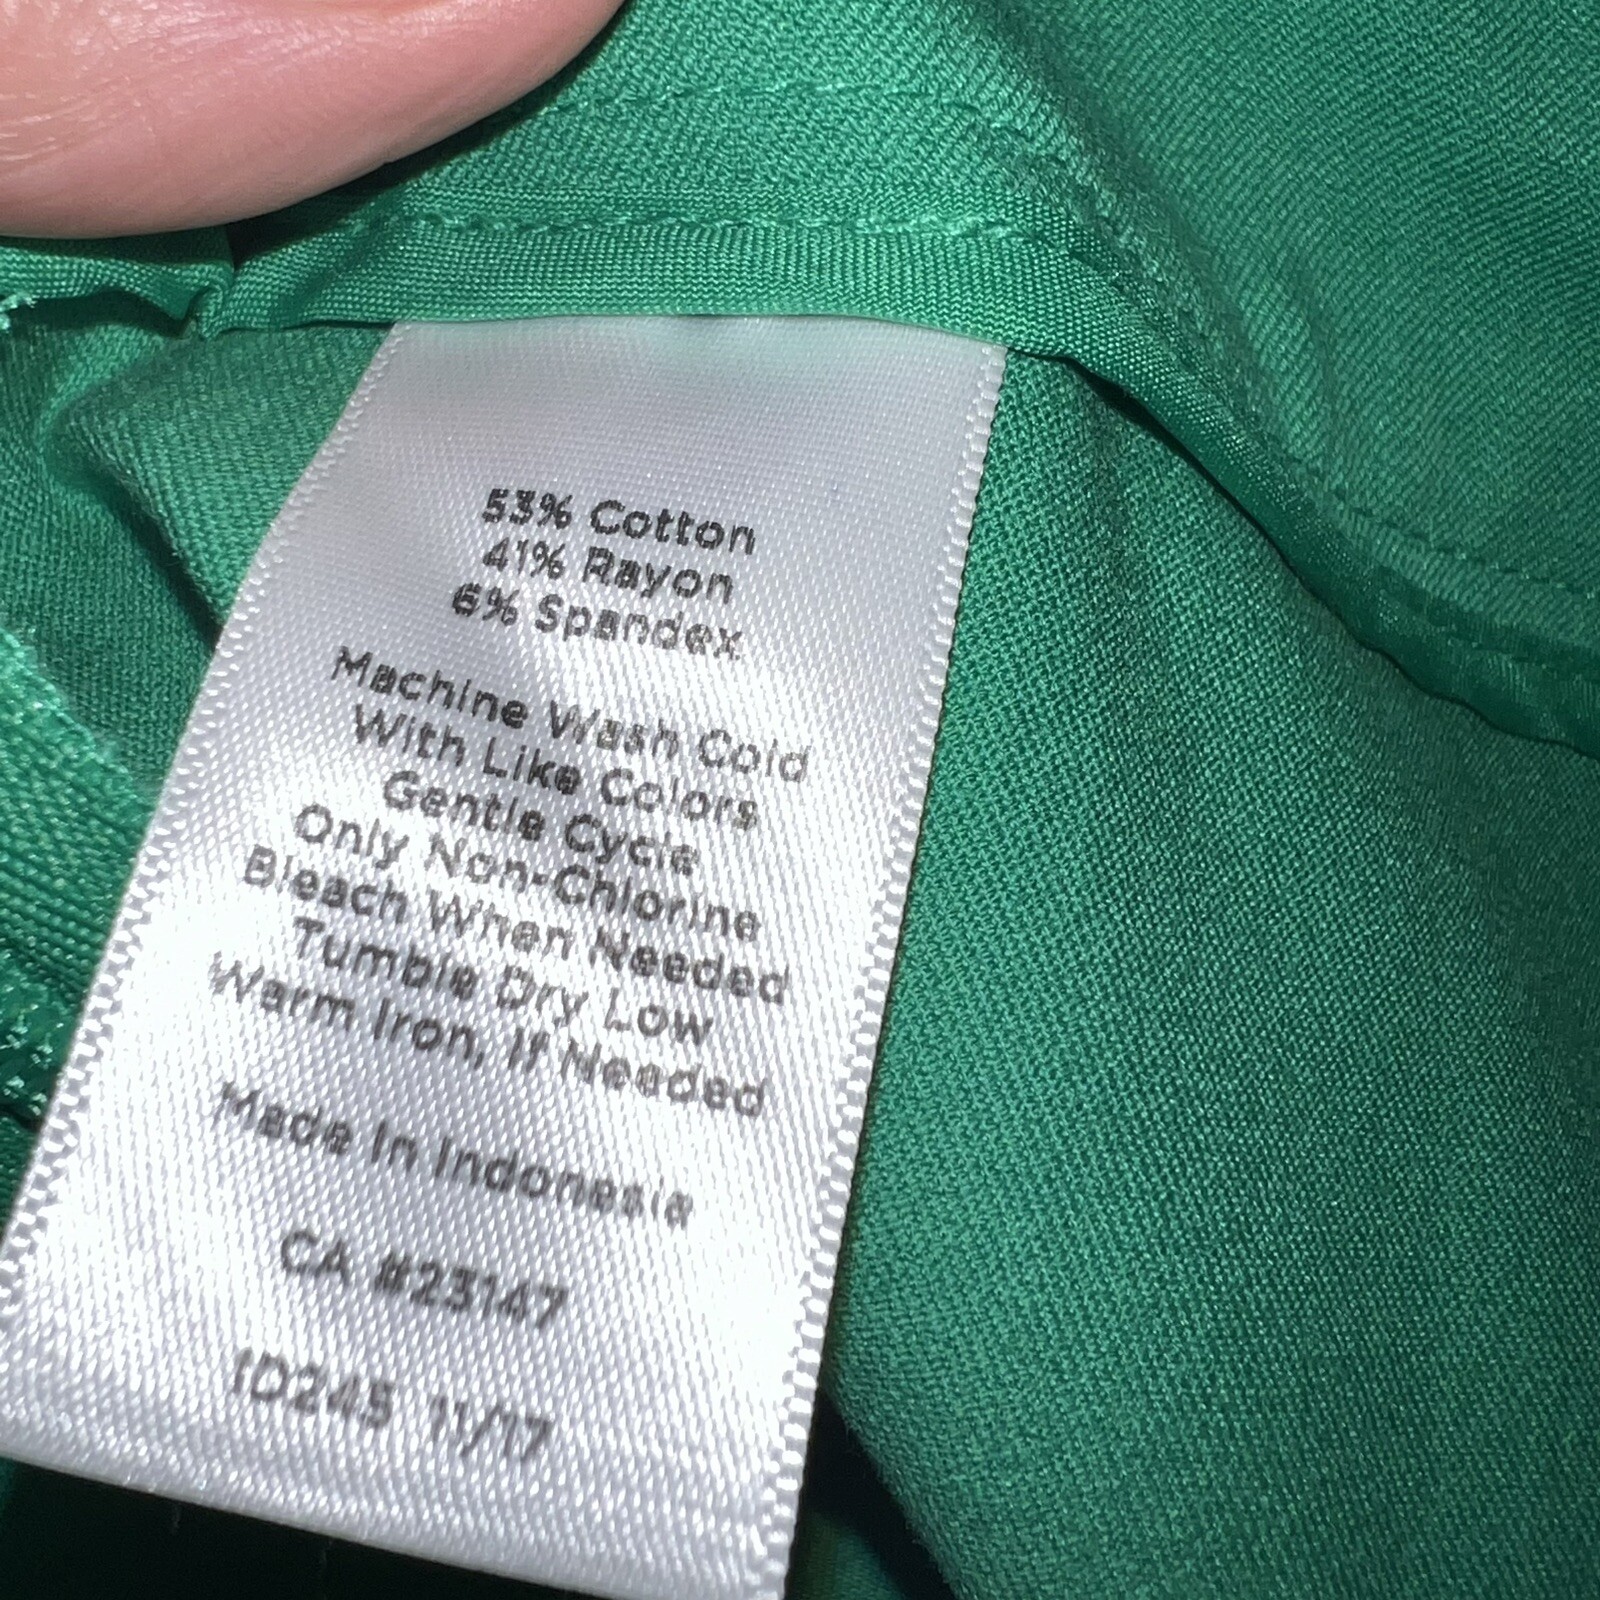 53% Cotton
41% Rayon
6% Spandex
Machine Wash Cold
With Like Colors
Gentle Cycle
Only Non-Chlorine
Bleach When Needed
Tumble Dry Low
Warm Iron, If Needed
Made In Indonesia
CA #23147
ID245 11/17